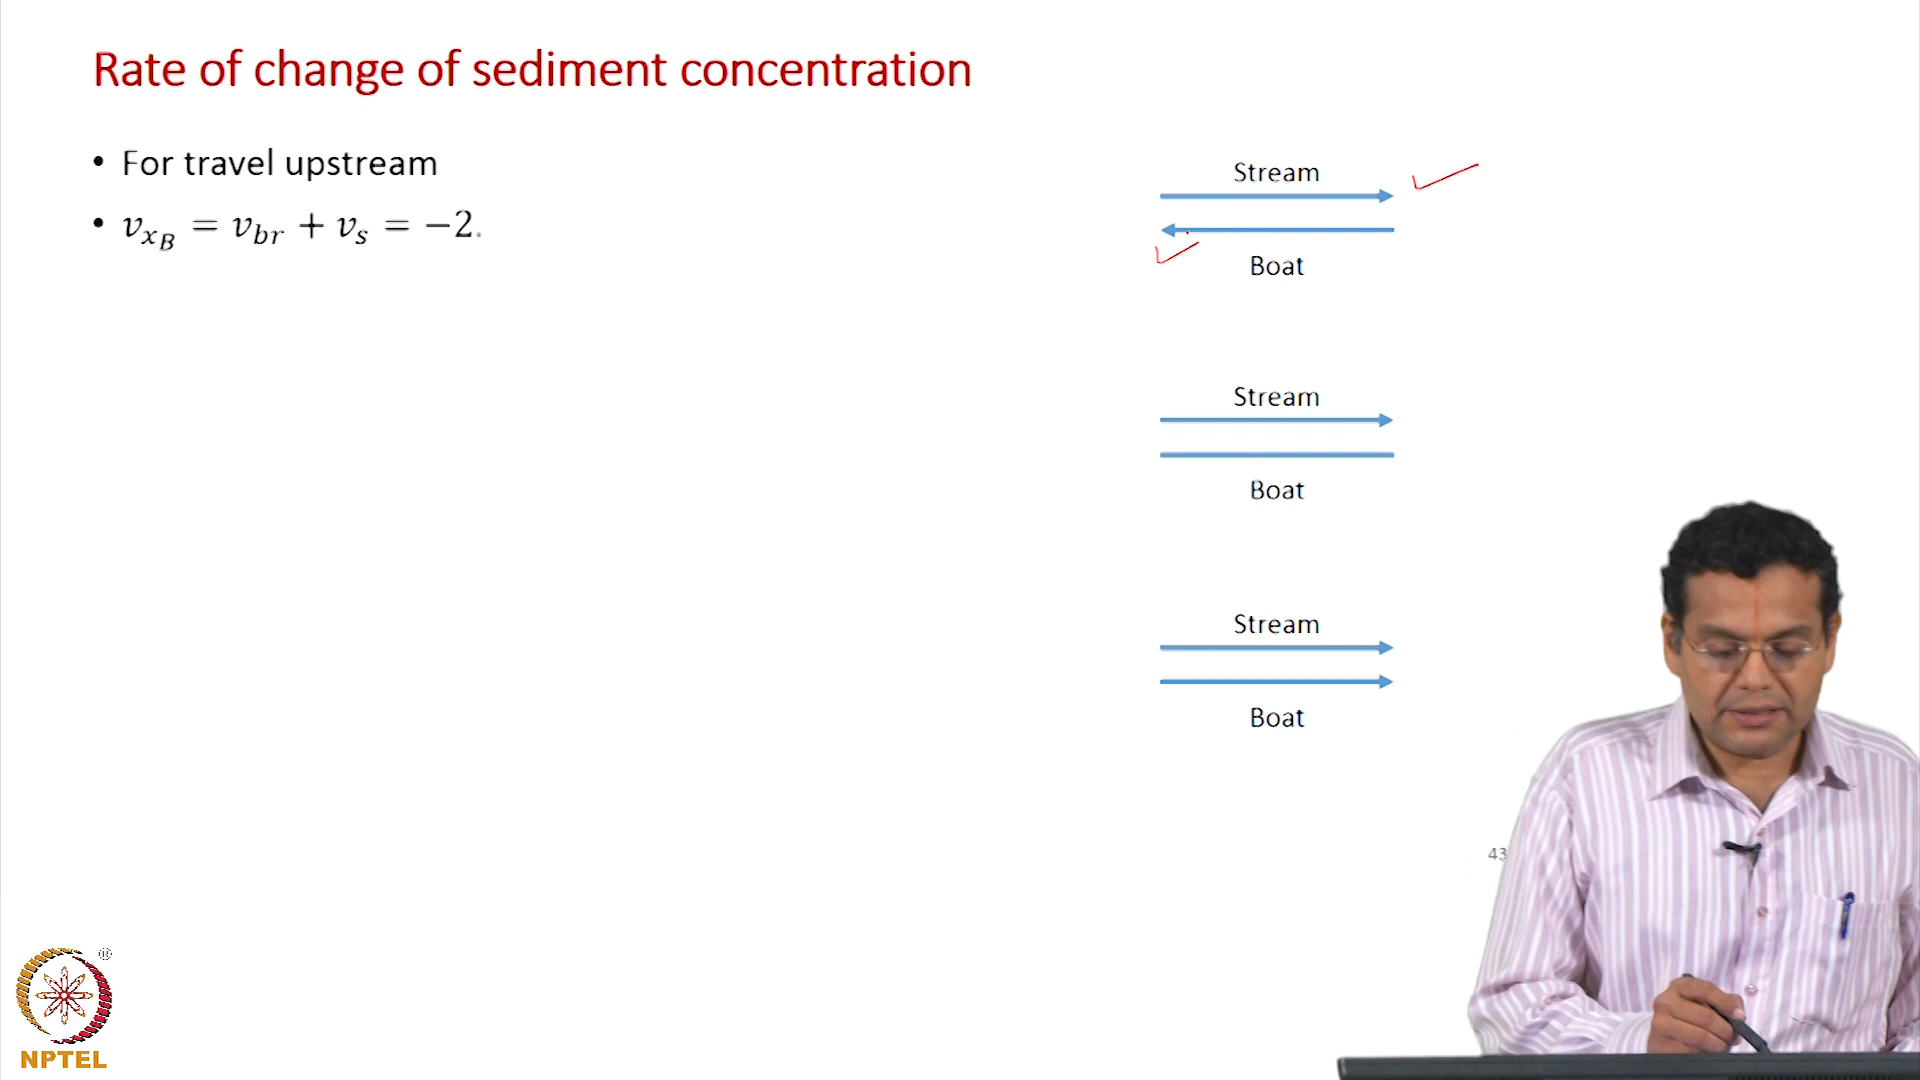 Rate of change of sediment concentration
• For travel upstream
• v_{x_B} = v_{br} + v_s = −2.
Stream
Boat
Stream
Boat
Stream
Boat
43
®
NPTEL